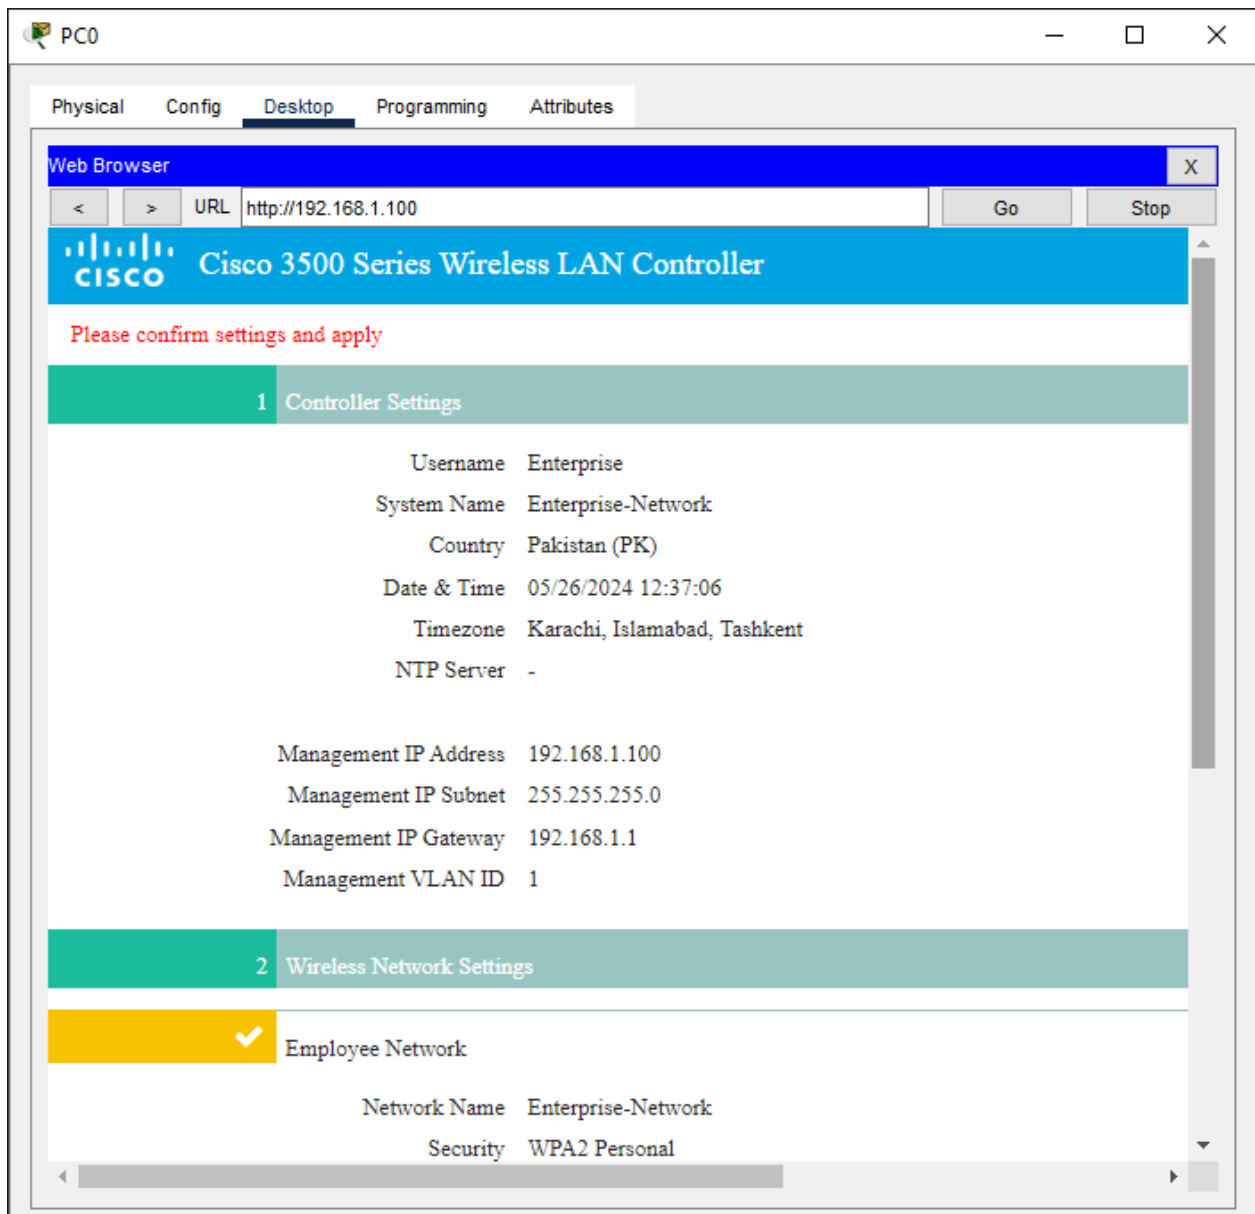 PC0
Physical Config Desktop Programming Attributes
Web Browser X
< > URL http://192.168.1.100 Go Stop
CISCO Cisco 3500 Series Wireless LAN Controller
Please confirm settings and apply
1 Controller Settings
Username Enterprise
System Name Enterprise-Network
Country Pakistan (PK)
Date & Time 05/26/2024 12:37:06
Timezone Karachi, Islamabad, Tashkent
NTP Server -
Management IP Address 192.168.1.100
Management IP Subnet 255.255.255.0
Management IP Gateway 192.168.1.1
Management VLAN ID 1
2 Wireless Network Settings
Employee Network
Network Name Enterprise-Network
Security WPA2 Personal